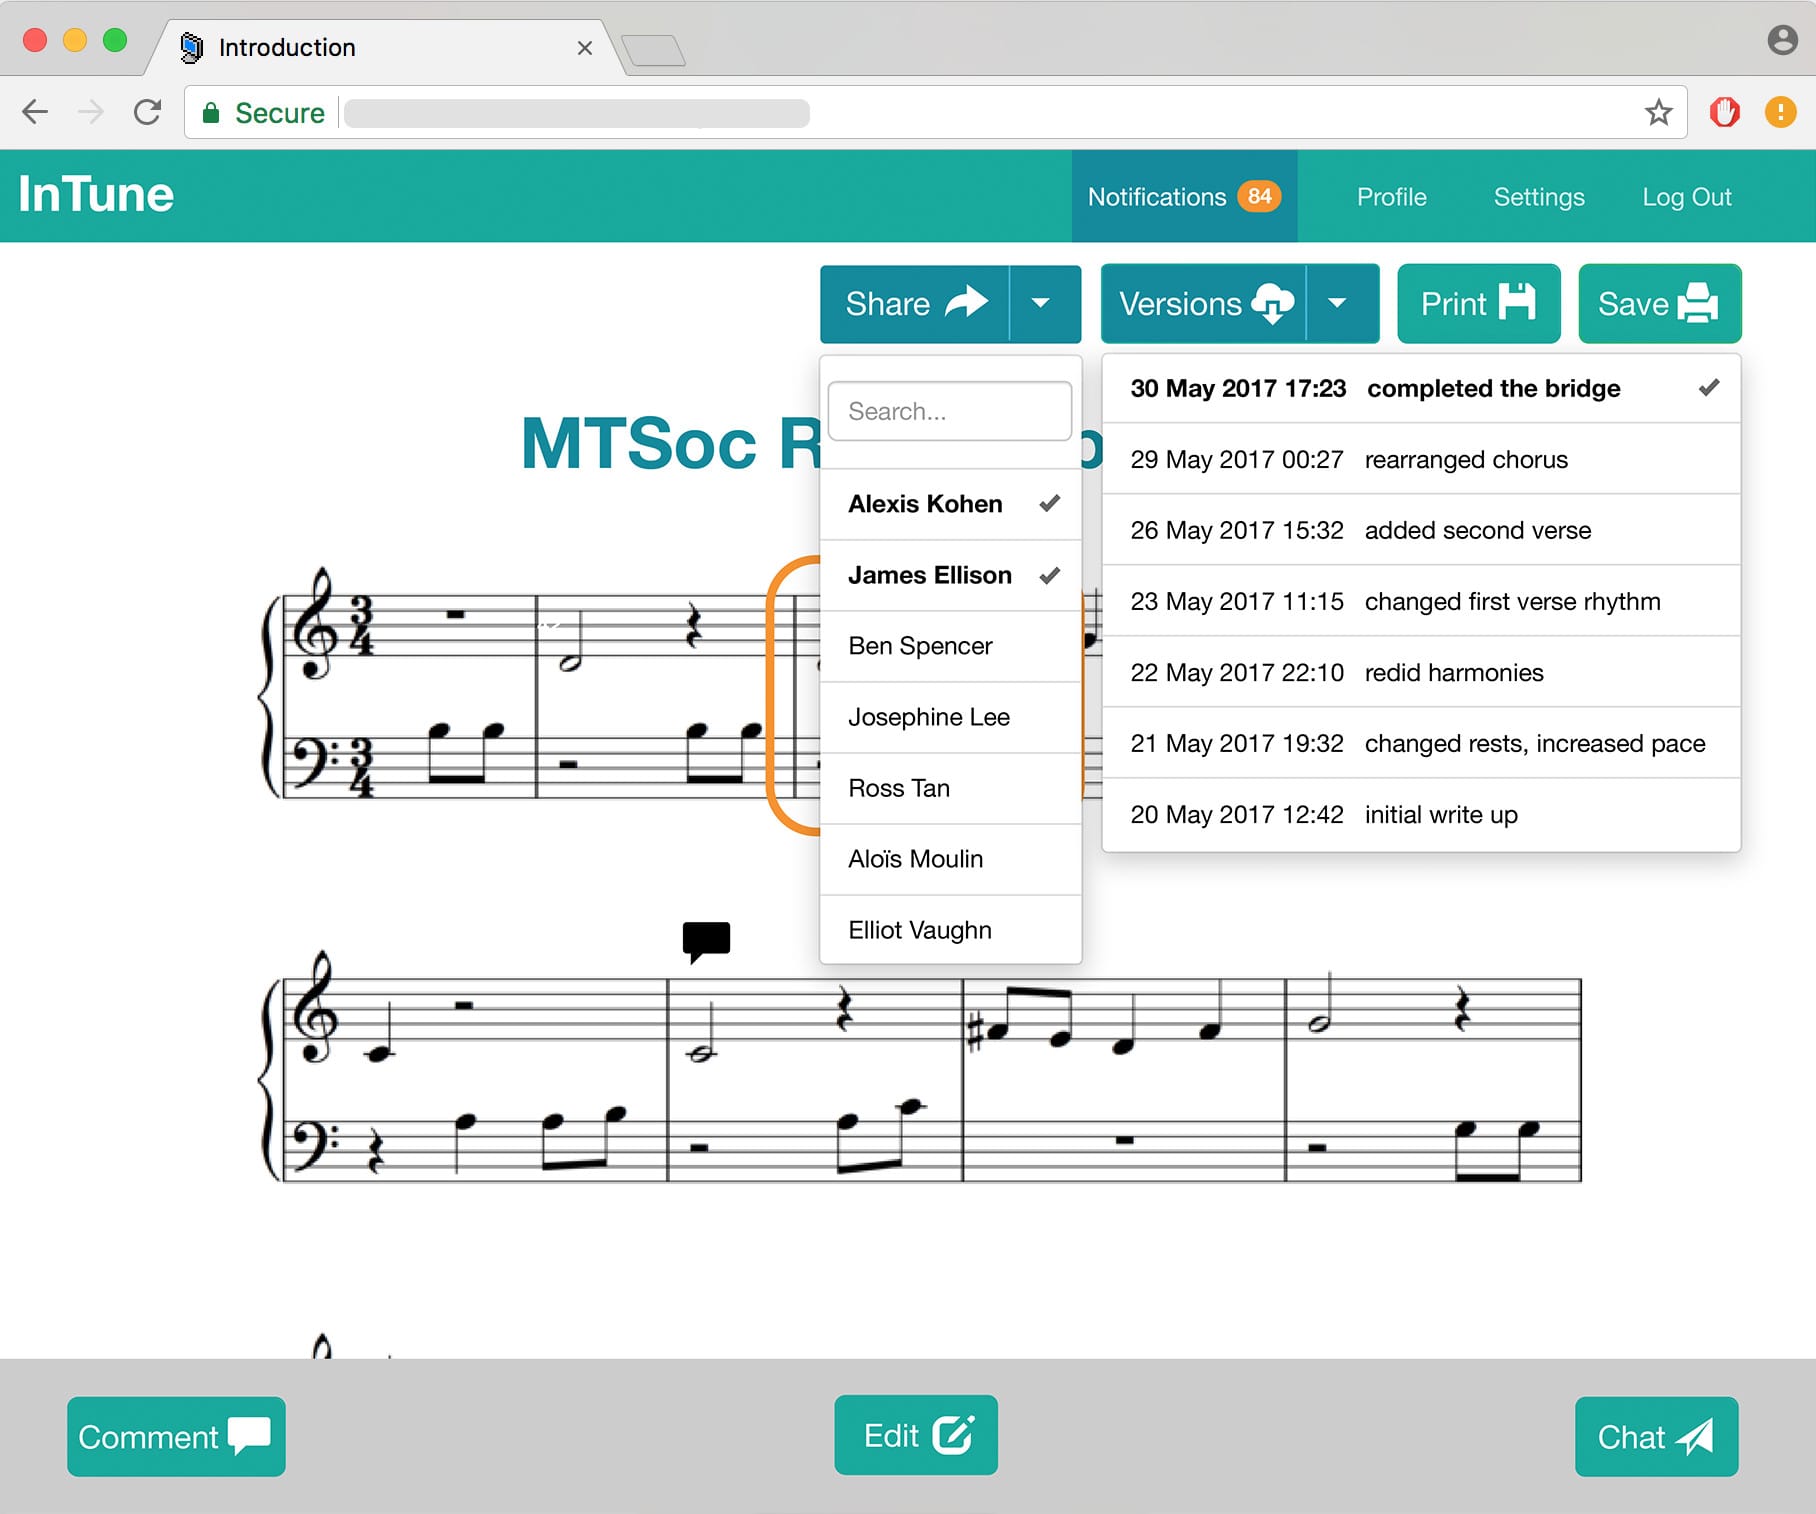 Introduction
Secure
InTune
Notifications 84 Profile Settings Log Out
Share Versions Print Save
MTSoc
Search...
Alexis Kohen
James Ellison
Ben Spencer
Josephine Lee
Ross Tan
Aloïs Moulin
Elliot Vaughn
30 May 2017 17:23 completed the bridge
29 May 2017 00:27 rearranged chorus
26 May 2017 15:32 added second verse
23 May 2017 11:15 changed first verse rhythm
22 May 2017 22:10 redid harmonies
21 May 2017 19:32 changed rests, increased pace
20 May 2017 12:42 initial write up
3
4
3
4
Comment Edit Chat